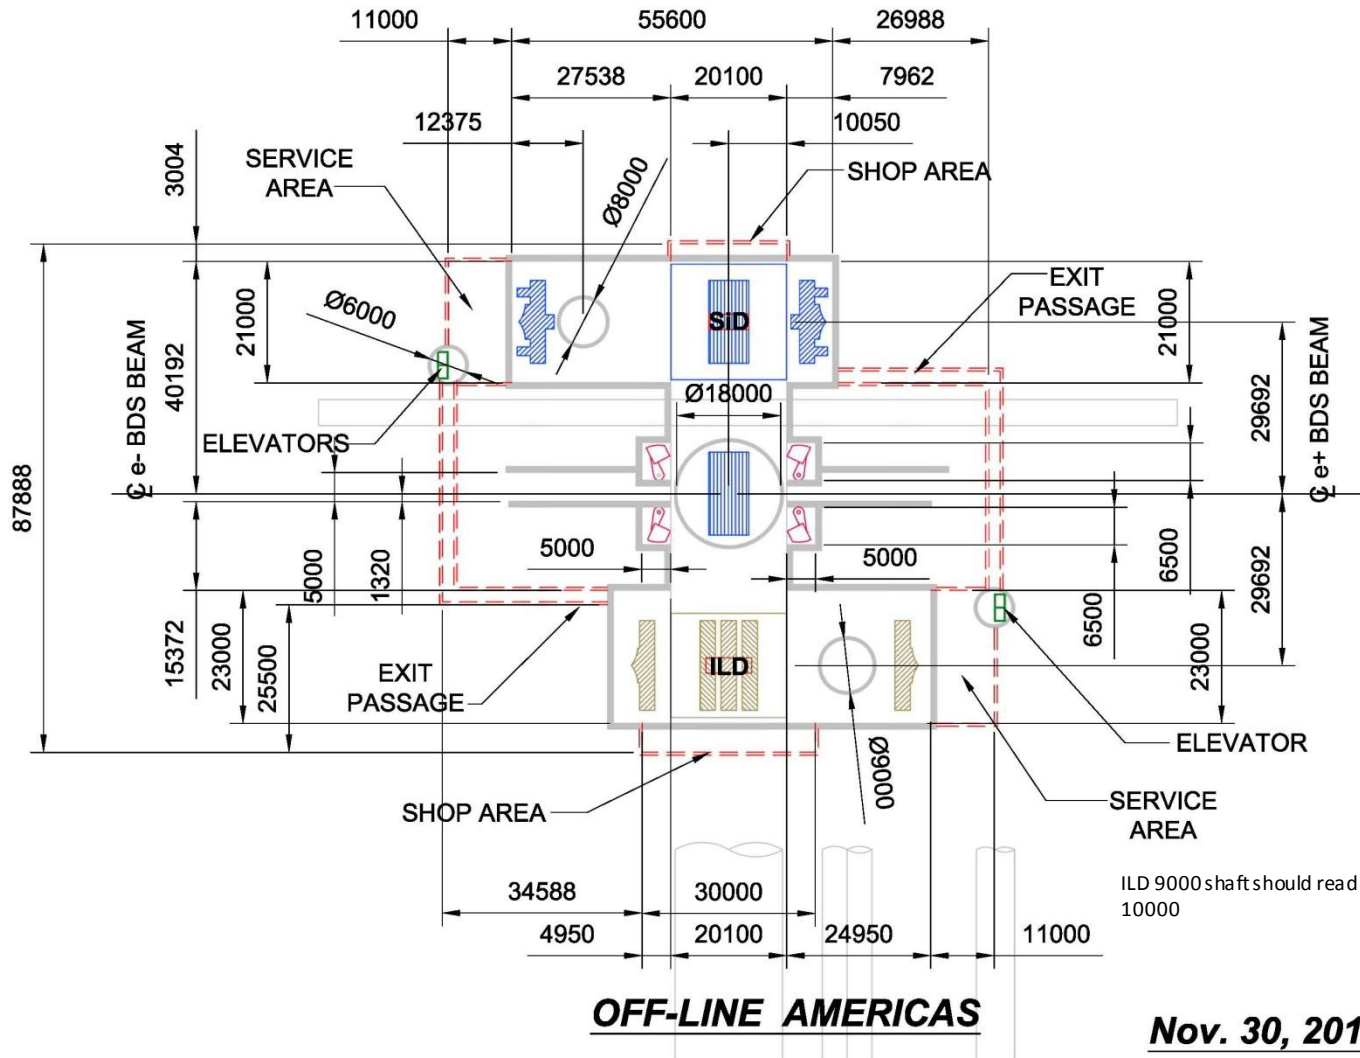 11000
55600
26988
27538
20100
7962
12375
10050
3004
SERVICE
AREA
Ø8000
SHOP AREA
EXIT
PASSAGE
Ø6000
21000
40192
SiD
21000
℄ e- BDS BEAM
℄ e+ BDS BEAM
Ø18000
29692
ELEVATORS
87888
5000
1320
5000
5000
6500
6500
29692
15372
23000
25500
EXIT
PASSAGE
ILD
23000
Ø9000
ELEVATOR
SHOP AREA
SERVICE
AREA
ILD 9000 shaft should read
10000
34588
30000
4950
20100
24950
11000
OFF-LINE AMERICAS
Nov. 30, 201